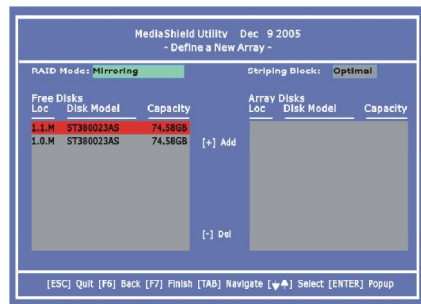 MediaShield Utility Dec 9 2005
- Define a New Array -
RAID Mode: Mirroring Striping Block: Optimal
Free Disks Array Disks
Loc Disk Model Capacity Loc Disk Model Capacity
1.1.M ST380023AS 74.58GB
1.0.M ST380023AS 74.58GB
[+] Add
[-] Del
[ESC] Quit [F6] Back [F7] Finish [TAB] Navigate [↓↑] Select [ENTER] Popup